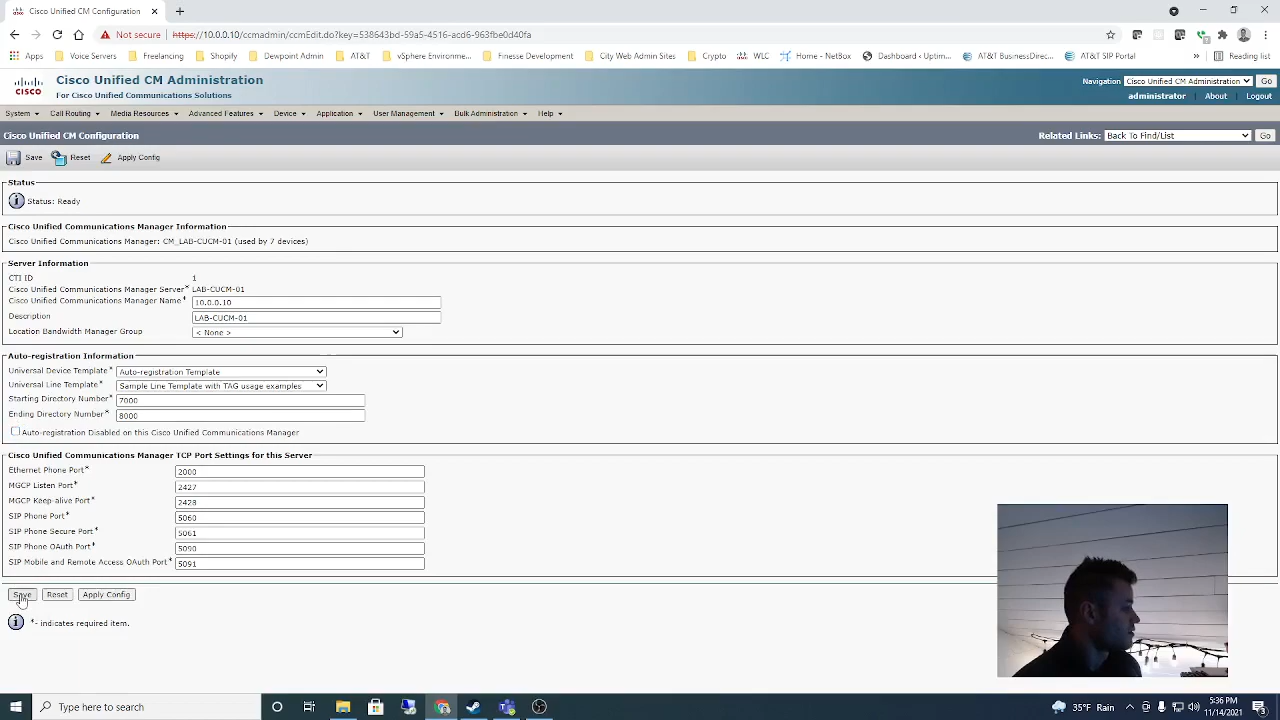 Cisco Unified CM Administration
Not secure https://10.0.0.10/ccmadmin/ccmEdit.do?key=538643bd-59a5-4516-acd6-963fbe0d40fa
Apps Voice Servers Freelancing Shopify Dewpoint Admin AT&T vSphere Environme... Finesse Development City Web Admin Sites Crypto WLC Home - NetBox Dashboard ‹ Uptim... AT&T BusinessDirec... AT&T SIP Portal » Reading list
CISCO
Cisco Unified CM Administration
For Cisco Unified Communications Solutions
Navigation Cisco Unified CM Administration Go
administrator About Logout
System Call Routing Media Resources Advanced Features Device Application User Management Bulk Administration Help
Cisco Unified CM Configuration
Related Links: Back To Find/List Go
Save Reset Apply Config
Status
Status: Ready
Cisco Unified Communications Manager Information
Cisco Unified Communications Manager: CM_LAB-CUCM-01 (used by 7 devices)
Server Information
CTI ID 1
Cisco Unified Communications Manager Server* LAB-CUCM-01
Cisco Unified Communications Manager Name* 10.0.0.10
Description LAB-CUCM-01
Location Bandwidth Manager Group < None >
Auto-registration Information
Universal Device Template* Auto-registration Template
Universal Line Template* Sample Line Template with TAG usage examples
Starting Directory Number* 7000
Ending Directory Number* 8000
Auto-registration Disabled on this Cisco Unified Communications Manager
Cisco Unified Communications Manager TCP Port Settings for this Server
Ethernet Phone Port* 2000
MGCP Listen Port* 2427
MGCP Keep-alive Port* 2428
SIP Phone Port* 5060
SIP Phone Secure Port* 5061
SIP Phone OAuth Port* 5090
SIP Mobile and Remote Access OAuth Port* 5091
Save Reset Apply Config
*- indicates required item.
Type here to search
35°F Rain
5:36 PM
11/14/2021